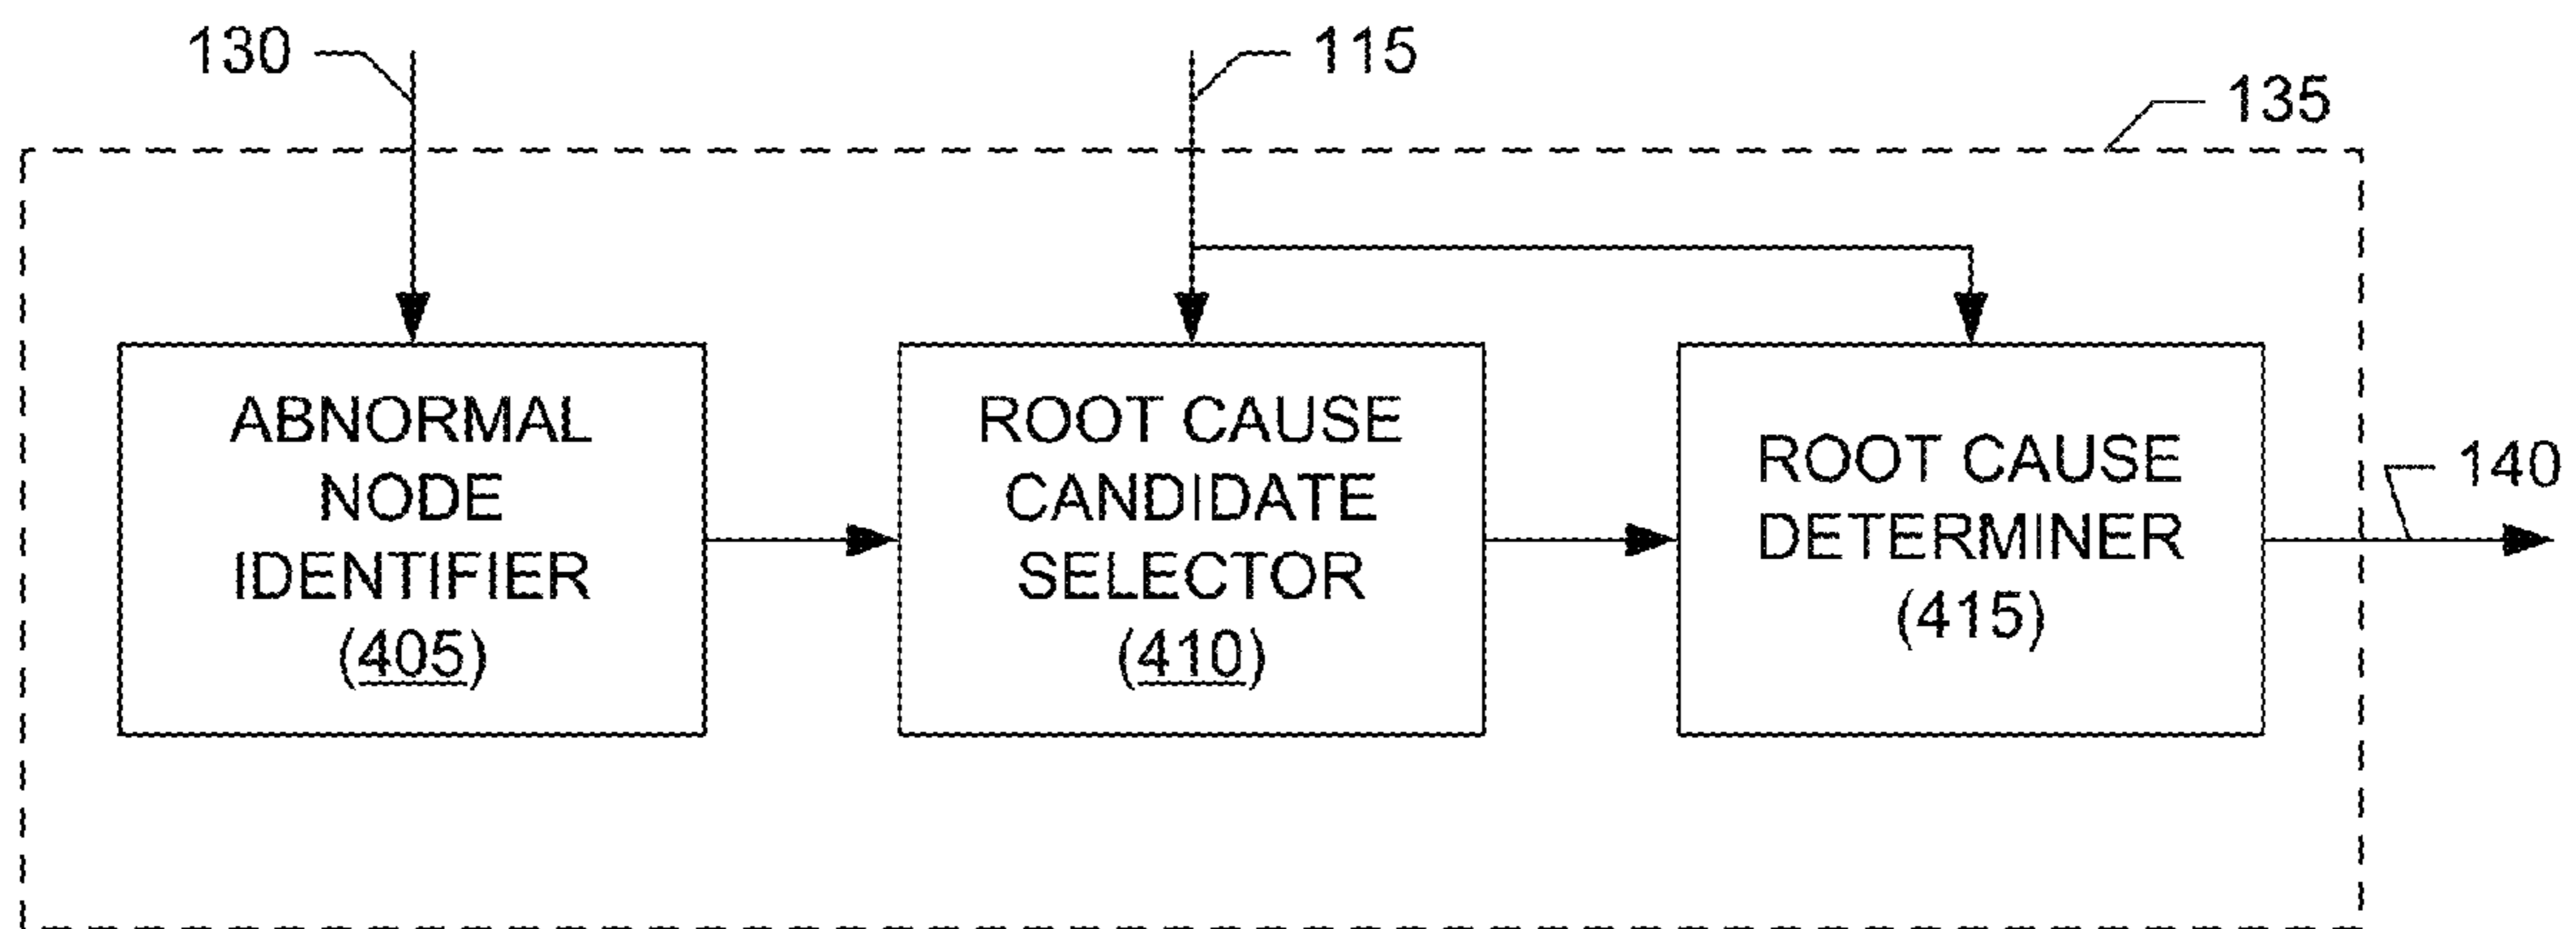 130
115
135
ABNORMAL
NODE
IDENTIFIER
(405)
ROOT CAUSE
CANDIDATE
SELECTOR
(410)
ROOT CAUSE
DETERMINER
(415)
140